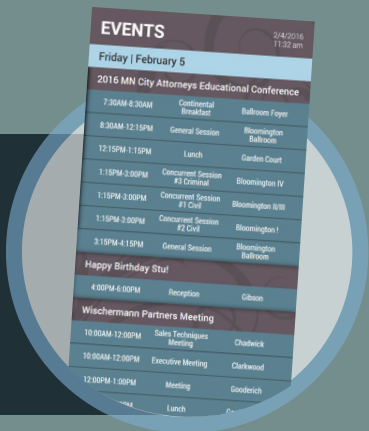 EVENTS
2/4/2016
11:32 am
Friday | February 5
2016 MN City Attorneys Educational Conference
7:30AM-8:30AM Continental Breakfast Ballroom Foyer
8:30AM-12:15PM General Session Bloomington Ballroom
12:15PM-1:15PM Lunch Garden Court
1:15PM-3:00PM Concurrent Session #3 Criminal Bloomington IV
1:15PM-3:00PM Concurrent Session #1 Civil Bloomington II/III
1:15PM-3:00PM Concurrent Session #2 Civil Bloomington I
3:15PM-4:15PM General Session Bloomington Ballroom
Happy Birthday Stu!
4:00PM-6:00PM Reception Gibson
Wischermann Partners Meeting
10:00AM-12:00PM Sales Techniques Meeting Chadwick
10:00AM-12:00PM Executive Meeting Clarkwood
12:00PM-1:00PM Meeting Gooderich
Lunch